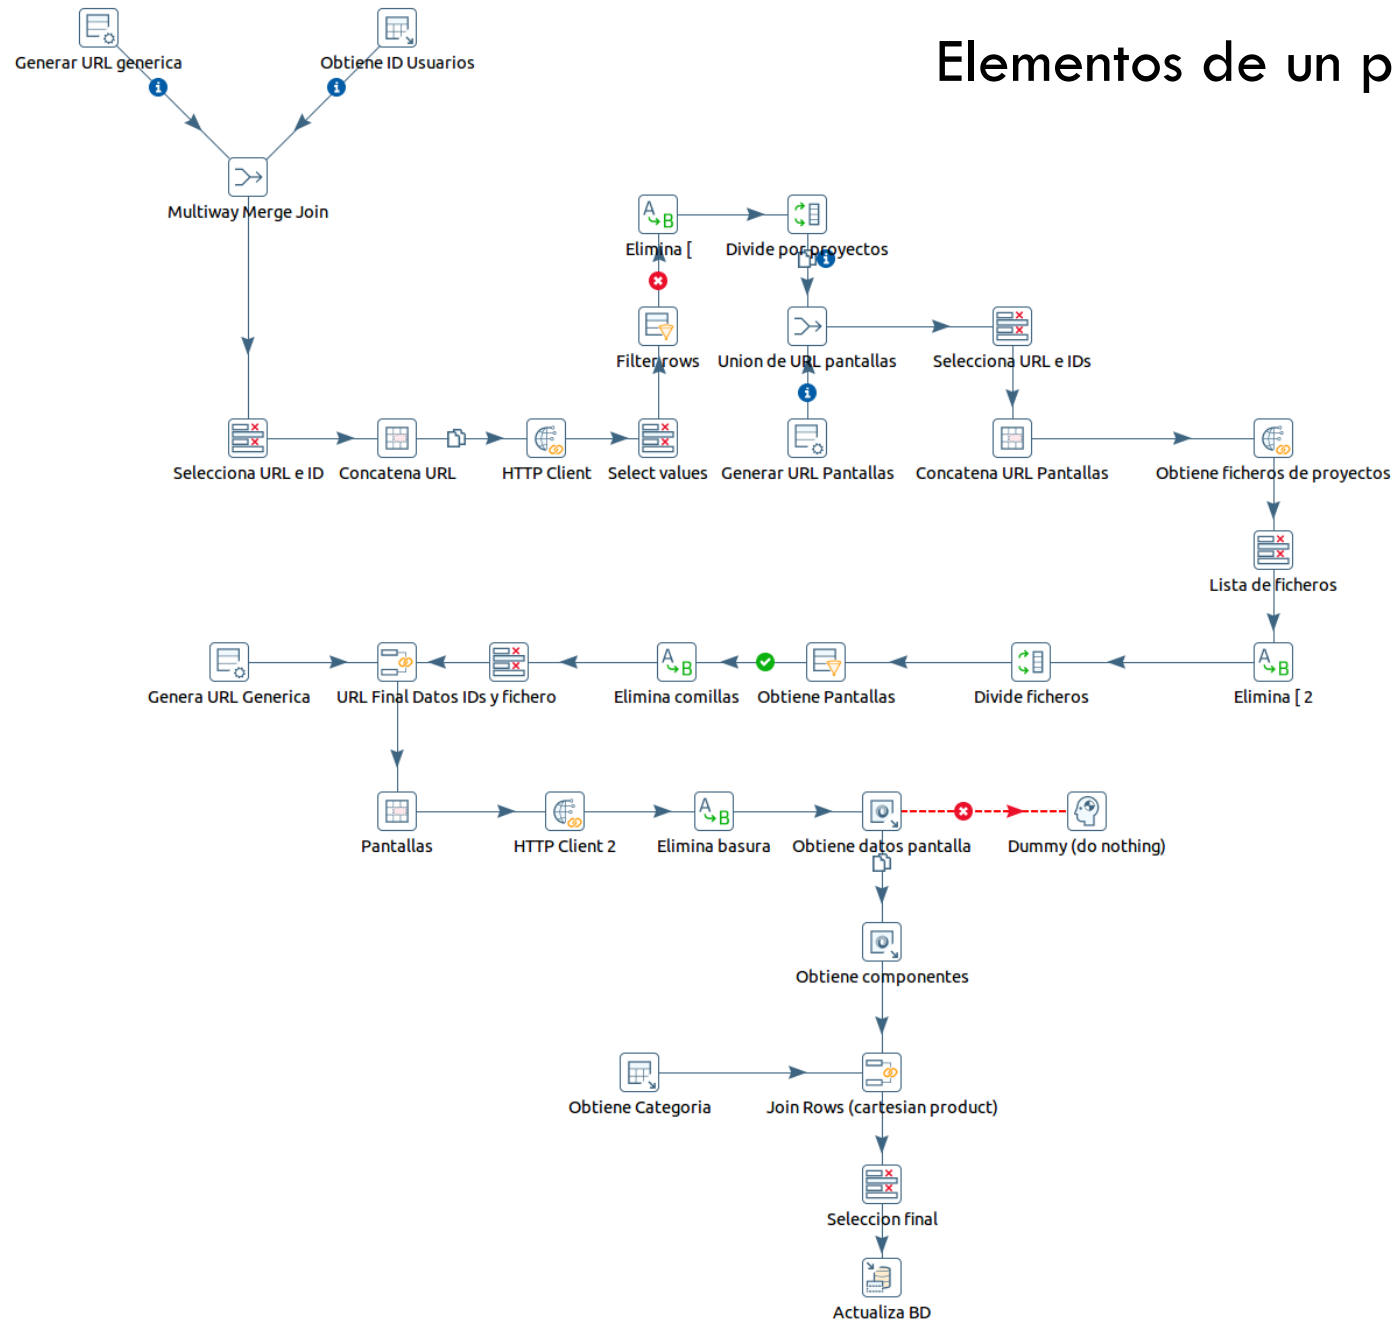 Elementos de un p
Generar URL generica
Obtiene ID Usuarios
Multiway Merge Join
Elimina [
Divide por proyectos
Filter rows
Union de URL pantallas
Selecciona URL e IDs
Selecciona URL e ID
Concatena URL
HTTP Client
Select values
Generar URL Pantallas
Concatena URL Pantallas
Obtiene ficheros de proyectos
Lista de ficheros
Genera URL Generica
URL Final Datos IDs y fichero
Elimina comillas
Obtiene Pantallas
Divide ficheros
Elimina [ 2
Pantallas
HTTP Client 2
Elimina basura
Obtiene datos pantalla
Dummy (do nothing)
Obtiene componentes
Obtiene Categoria
Join Rows (cartesian product)
Seleccion final
Actualiza BD